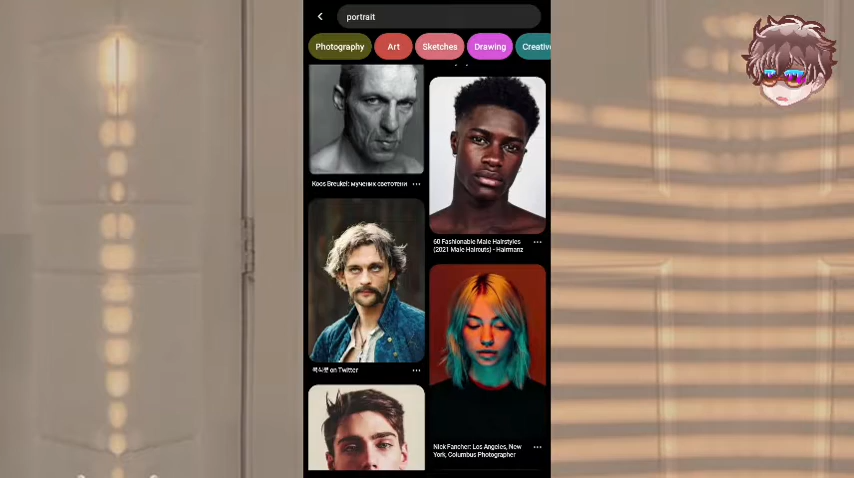 portrait
Photography
Art
Sketches
Drawing
Creative
Koos Breukel: мученик светотени
60 Fashionable Male Hairstyles
(2021 Male Haircuts) - Hairmanz
on Twitter
Nick Fancher: Los Angeles, New
York, Columbus Photographer